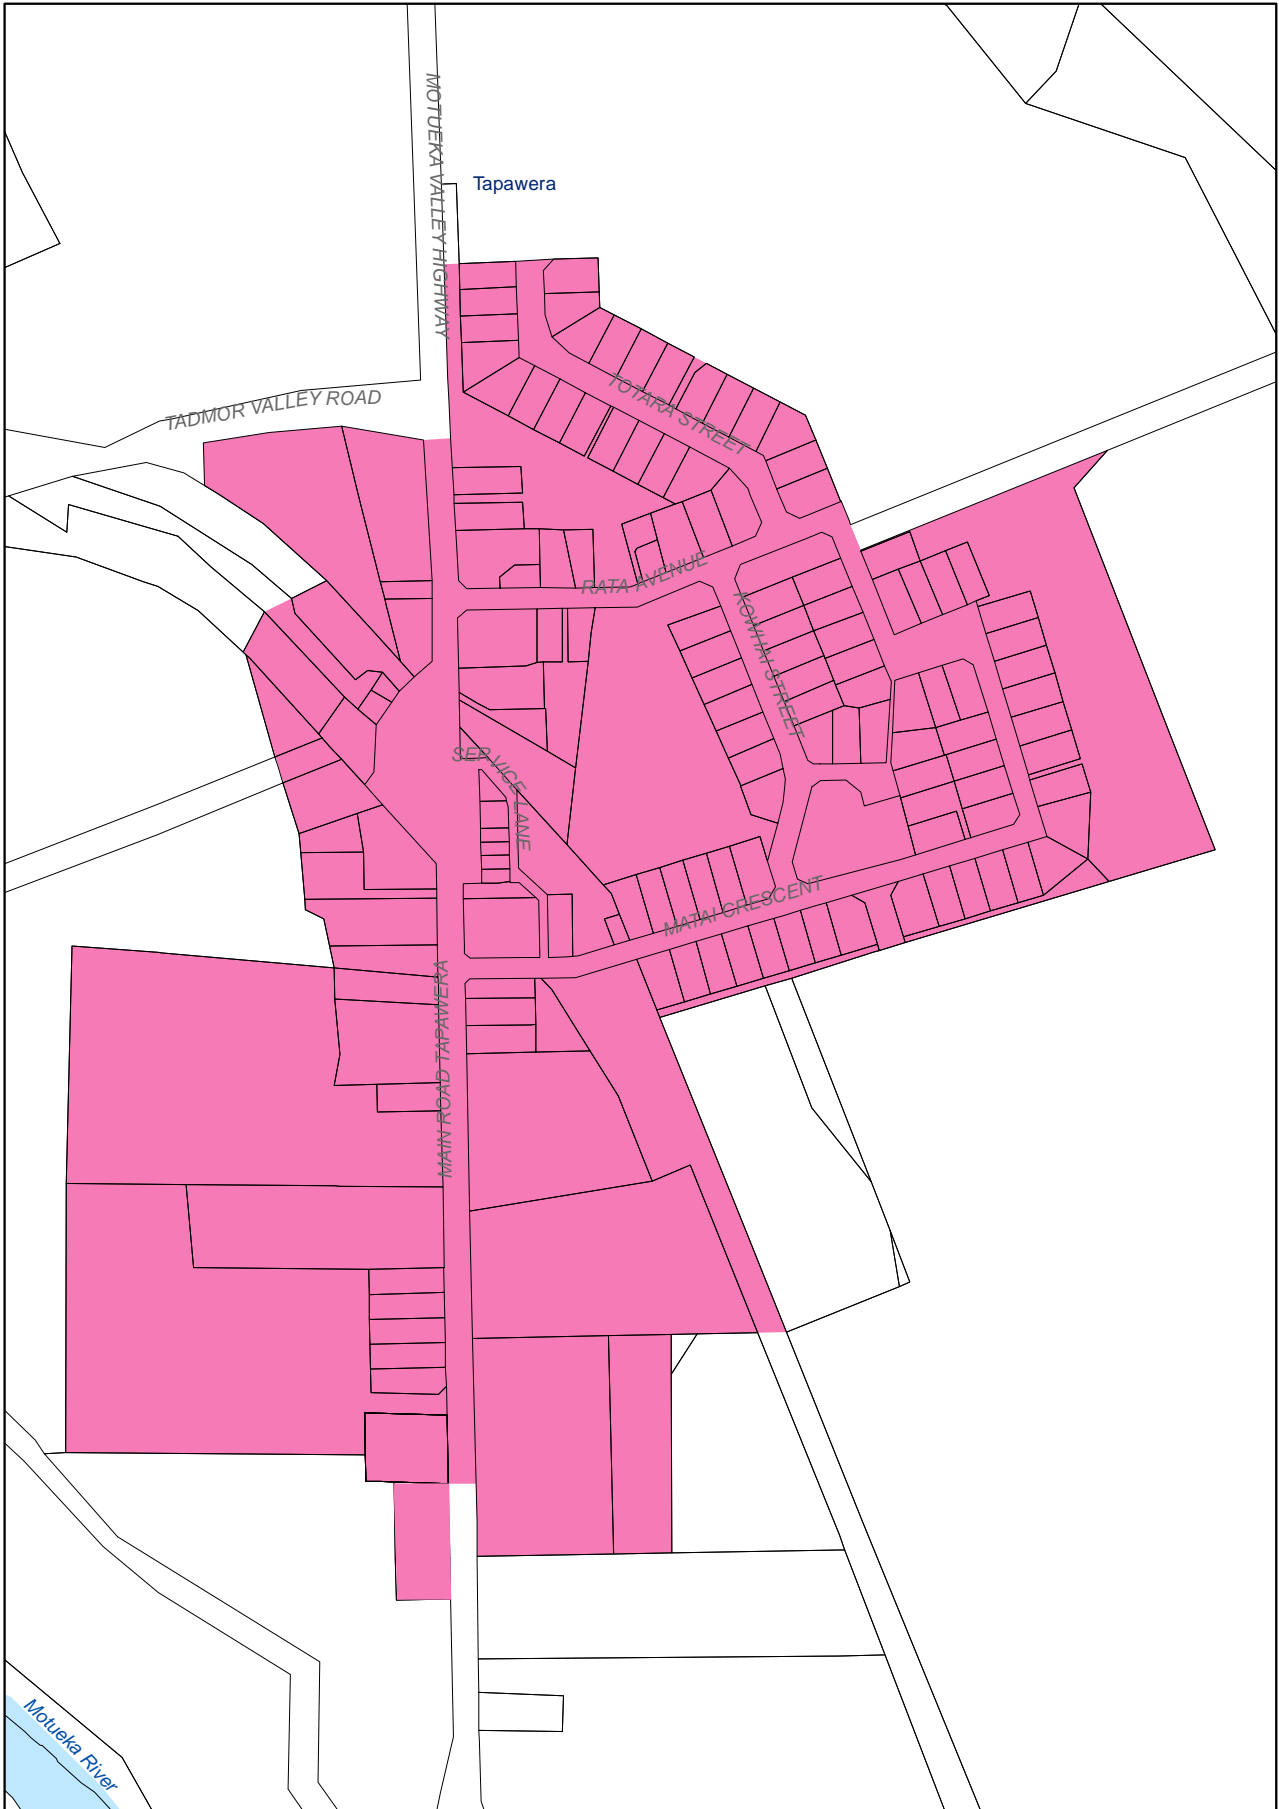 MOTUEKA VALLEY HIGHWAY
Tapawera
TADMOR VALLEY ROAD
TOTARA STREET
RATA AVENUE
KOWHAI STREET
SERVICE LANE
MATAI CRESCENT
MAIN ROAD TAPAWERA
Motueka River